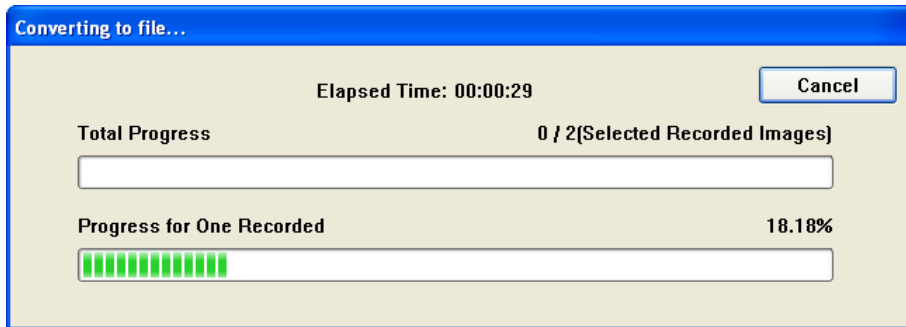 Converting to file...
Elapsed Time: 00:00:29
Cancel
Total Progress
0 / 2(Selected Recorded Images)
Progress for One Recorded
18.18%